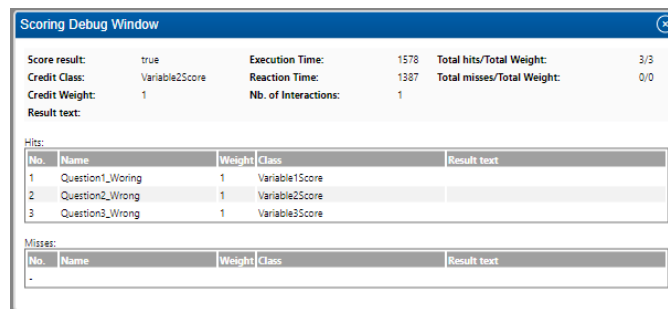 Scoring Debug Window
Score result: true Execution Time: 1578 Total hits/Total Weight: 3/3
Credit Class: Variable2Score Reaction Time: 1387 Total misses/Total Weight: 0/0
Credit Weight: 1 Nb. of Interactions: 1
Result text:
Hits:
No. Name Weight Class Result text
1 Question1_Woring 1 Variable1Score
2 Question2_Wrong 1 Variable2Score
3 Question3_Wrong 1 Variable3Score
Misses:
No. Name Weight Class Result text
-